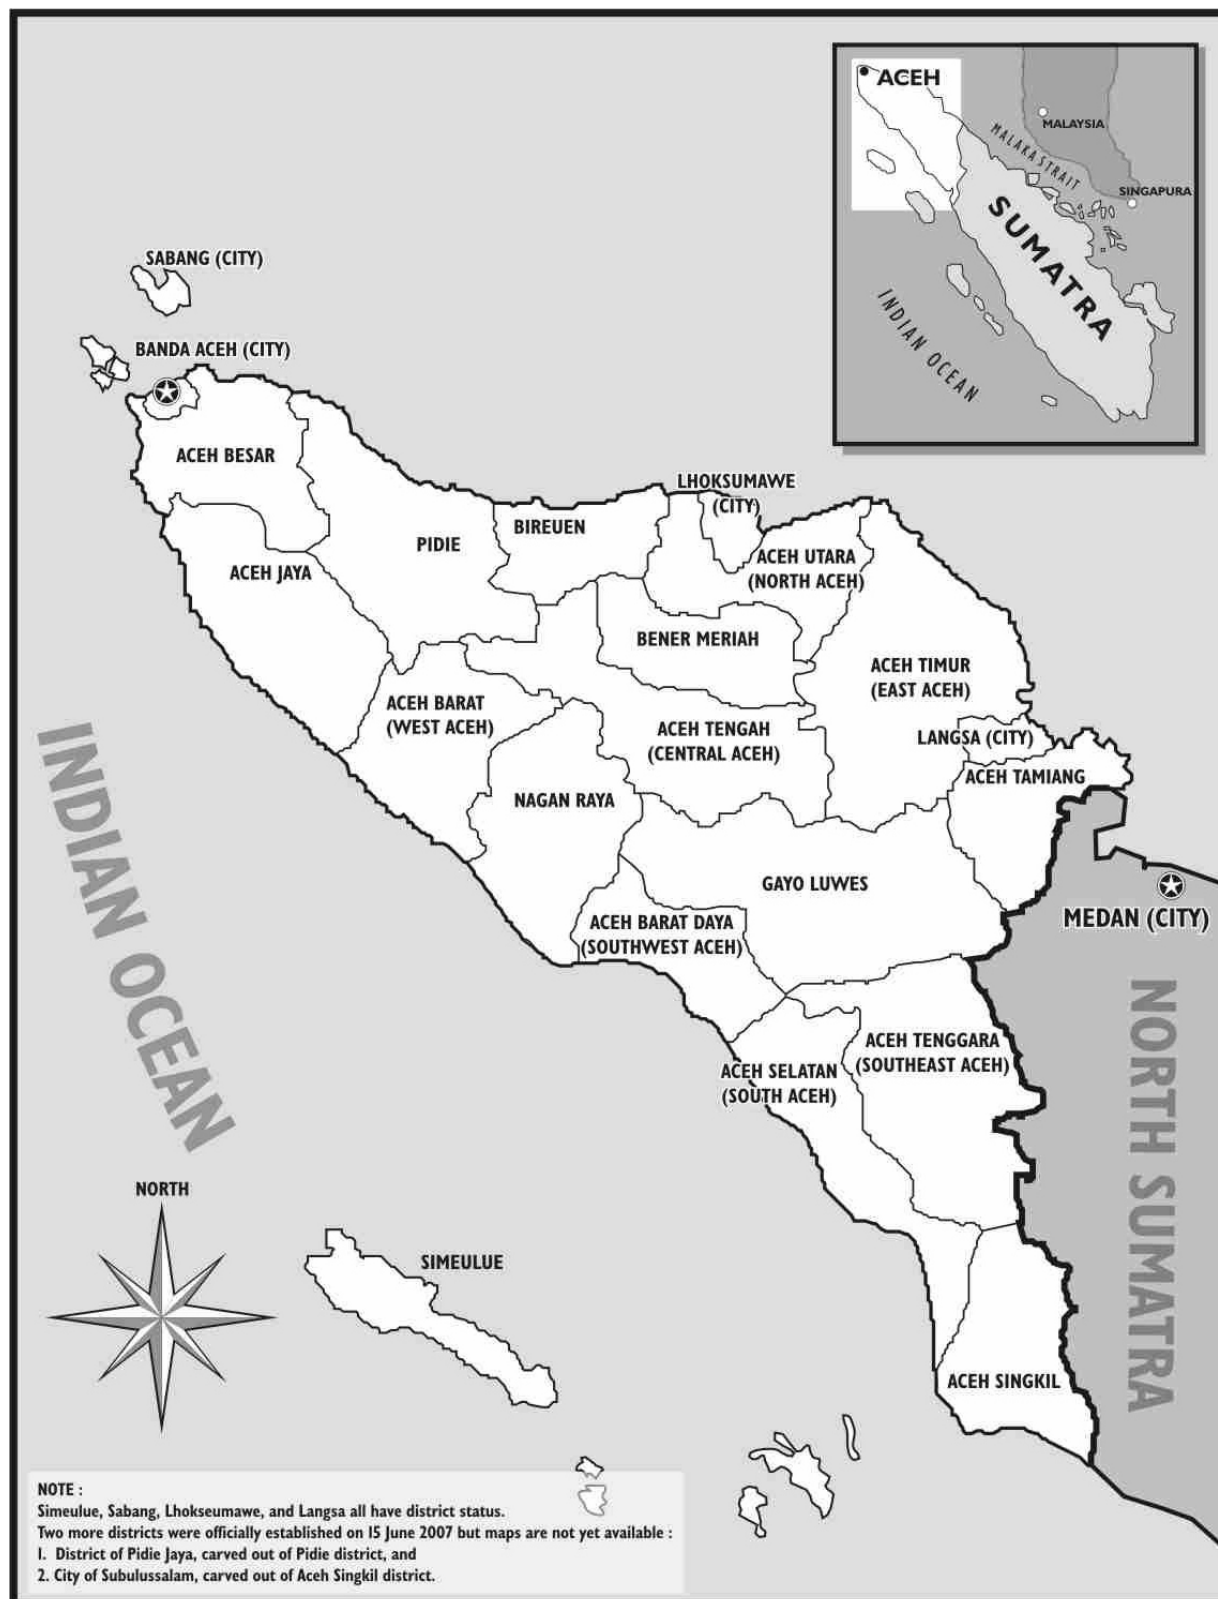 ACEH
MALAYSIA
MALAKA STRAIT
SINGAPURA
SUMATRA
INDIAN OCEAN
SABANG (CITY)
BANDA ACEH (CITY)
ACEH BESAR
LHOKSUMAWE
(CITY)
BIREUEN
PIDIE
ACEH UTARA
(NORTH ACEH)
ACEH JAYA
BENER MERIAH
ACEH TIMUR
(EAST ACEH)
ACEH BARAT
(WEST ACEH)
ACEH TENGAH
(CENTRAL ACEH)
LANGSA (CITY)
ACEH TAMIANG
NAGAN RAYA
GAYO LUWES
MEDAN (CITY)
ACEH BARAT DAYA
(SOUTHWEST ACEH)
INDIAN OCEAN
NORTH SUMATRA
ACEH TENGGARA
(SOUTHEAST ACEH)
ACEH SELATAN
(SOUTH ACEH)
NORTH
SIMEULUE
ACEH SINGKIL
NOTE :
Simeulue, Sabang, Lhokseumawe, and Langsa all have district status.
Two more districts were officially established on 15 June 2007 but maps are not yet available :
1. District of Pidie Jaya, carved out of Pidie district, and
2. City of Subulussalam, carved out of Aceh Singkil district.